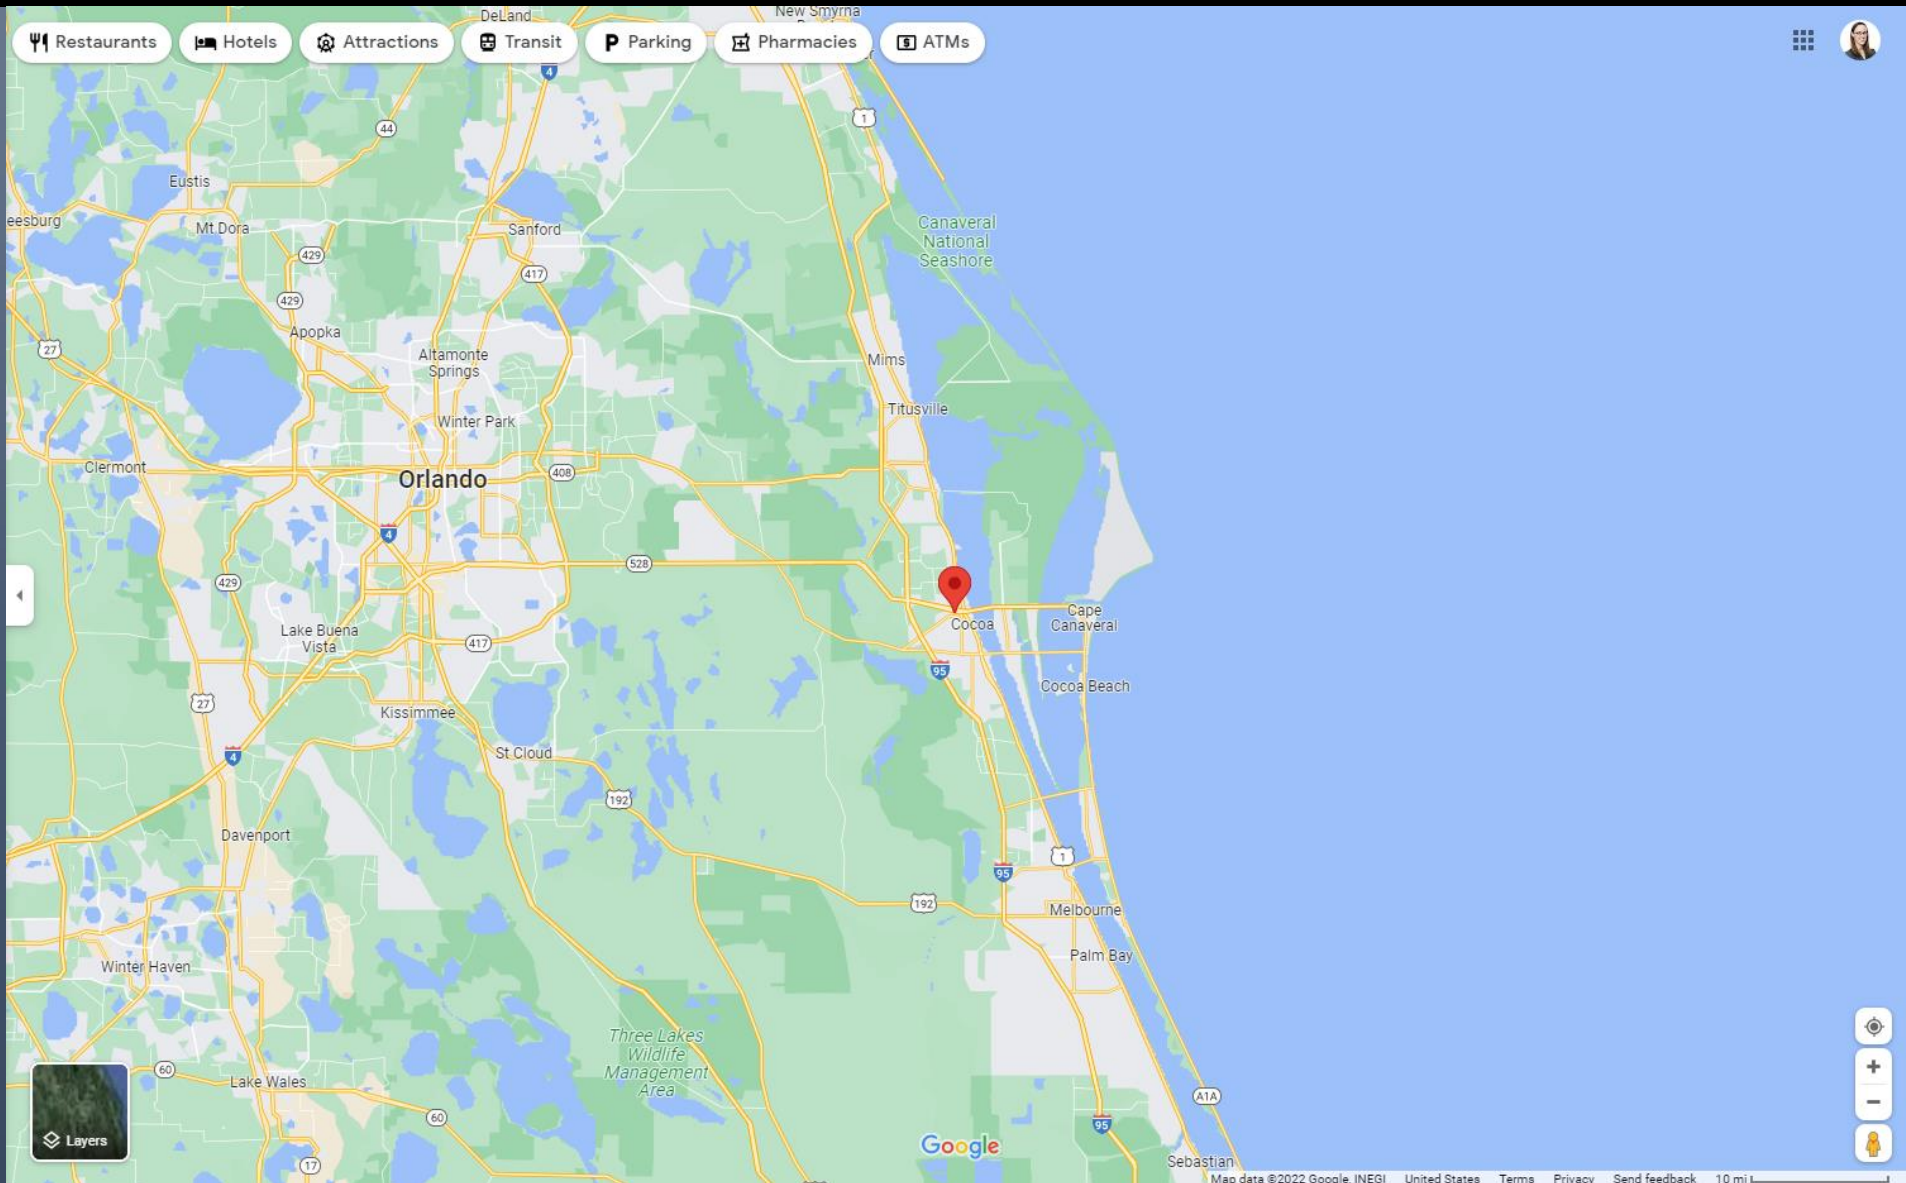 DeLand
New Smyrna
Restaurants
Hotels
Attractions
Transit
Parking
Pharmacies
ATMs
4
1
44
Eustis
eesburg
Mt Dora
Sanford
Canaveral
National
Seashore
429
417
429
Apopka
27
Altamonte
Springs
Mims
Titusville
Winter Park
Clermont
Orlando
408
4
528
429
Lake Buena
Vista
417
Cocoa
Cape
Canaveral
95
Cocoa Beach
27
Kissimmee
4
St Cloud
192
Davenport
1
95
192
Melbourne
Palm Bay
Winter Haven
Three Lakes
Wildlife
Management
Area
60
Lake Wales
60
A1A
95
Layers
17
Google
Sebastian
Map data ©2022 Google, INEGI United States Terms Privacy Send feedback 10 mi